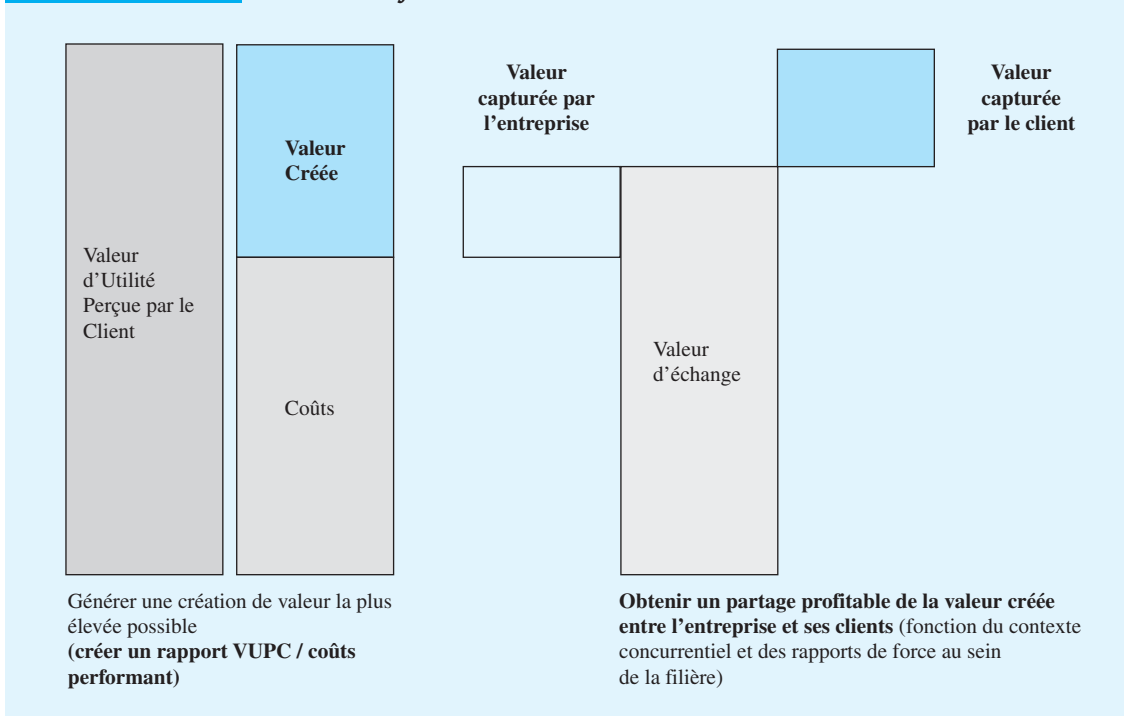 Valeur
Créée
Valeur
d'Utilité
Perçue par le
Client
Coûts
Générer une création de valeur la plus
élevée possible
(créer un rapport VUPC / coûts
performant)
Valeur
capturée par
l'entreprise
Valeur
capturée
par le client
Valeur
d'échange
Obtenir un partage profitable de la valeur créée
entre l'entreprise et ses clients (fonction du contexte
concurrentiel et des rapports de force au sein
de la filière)